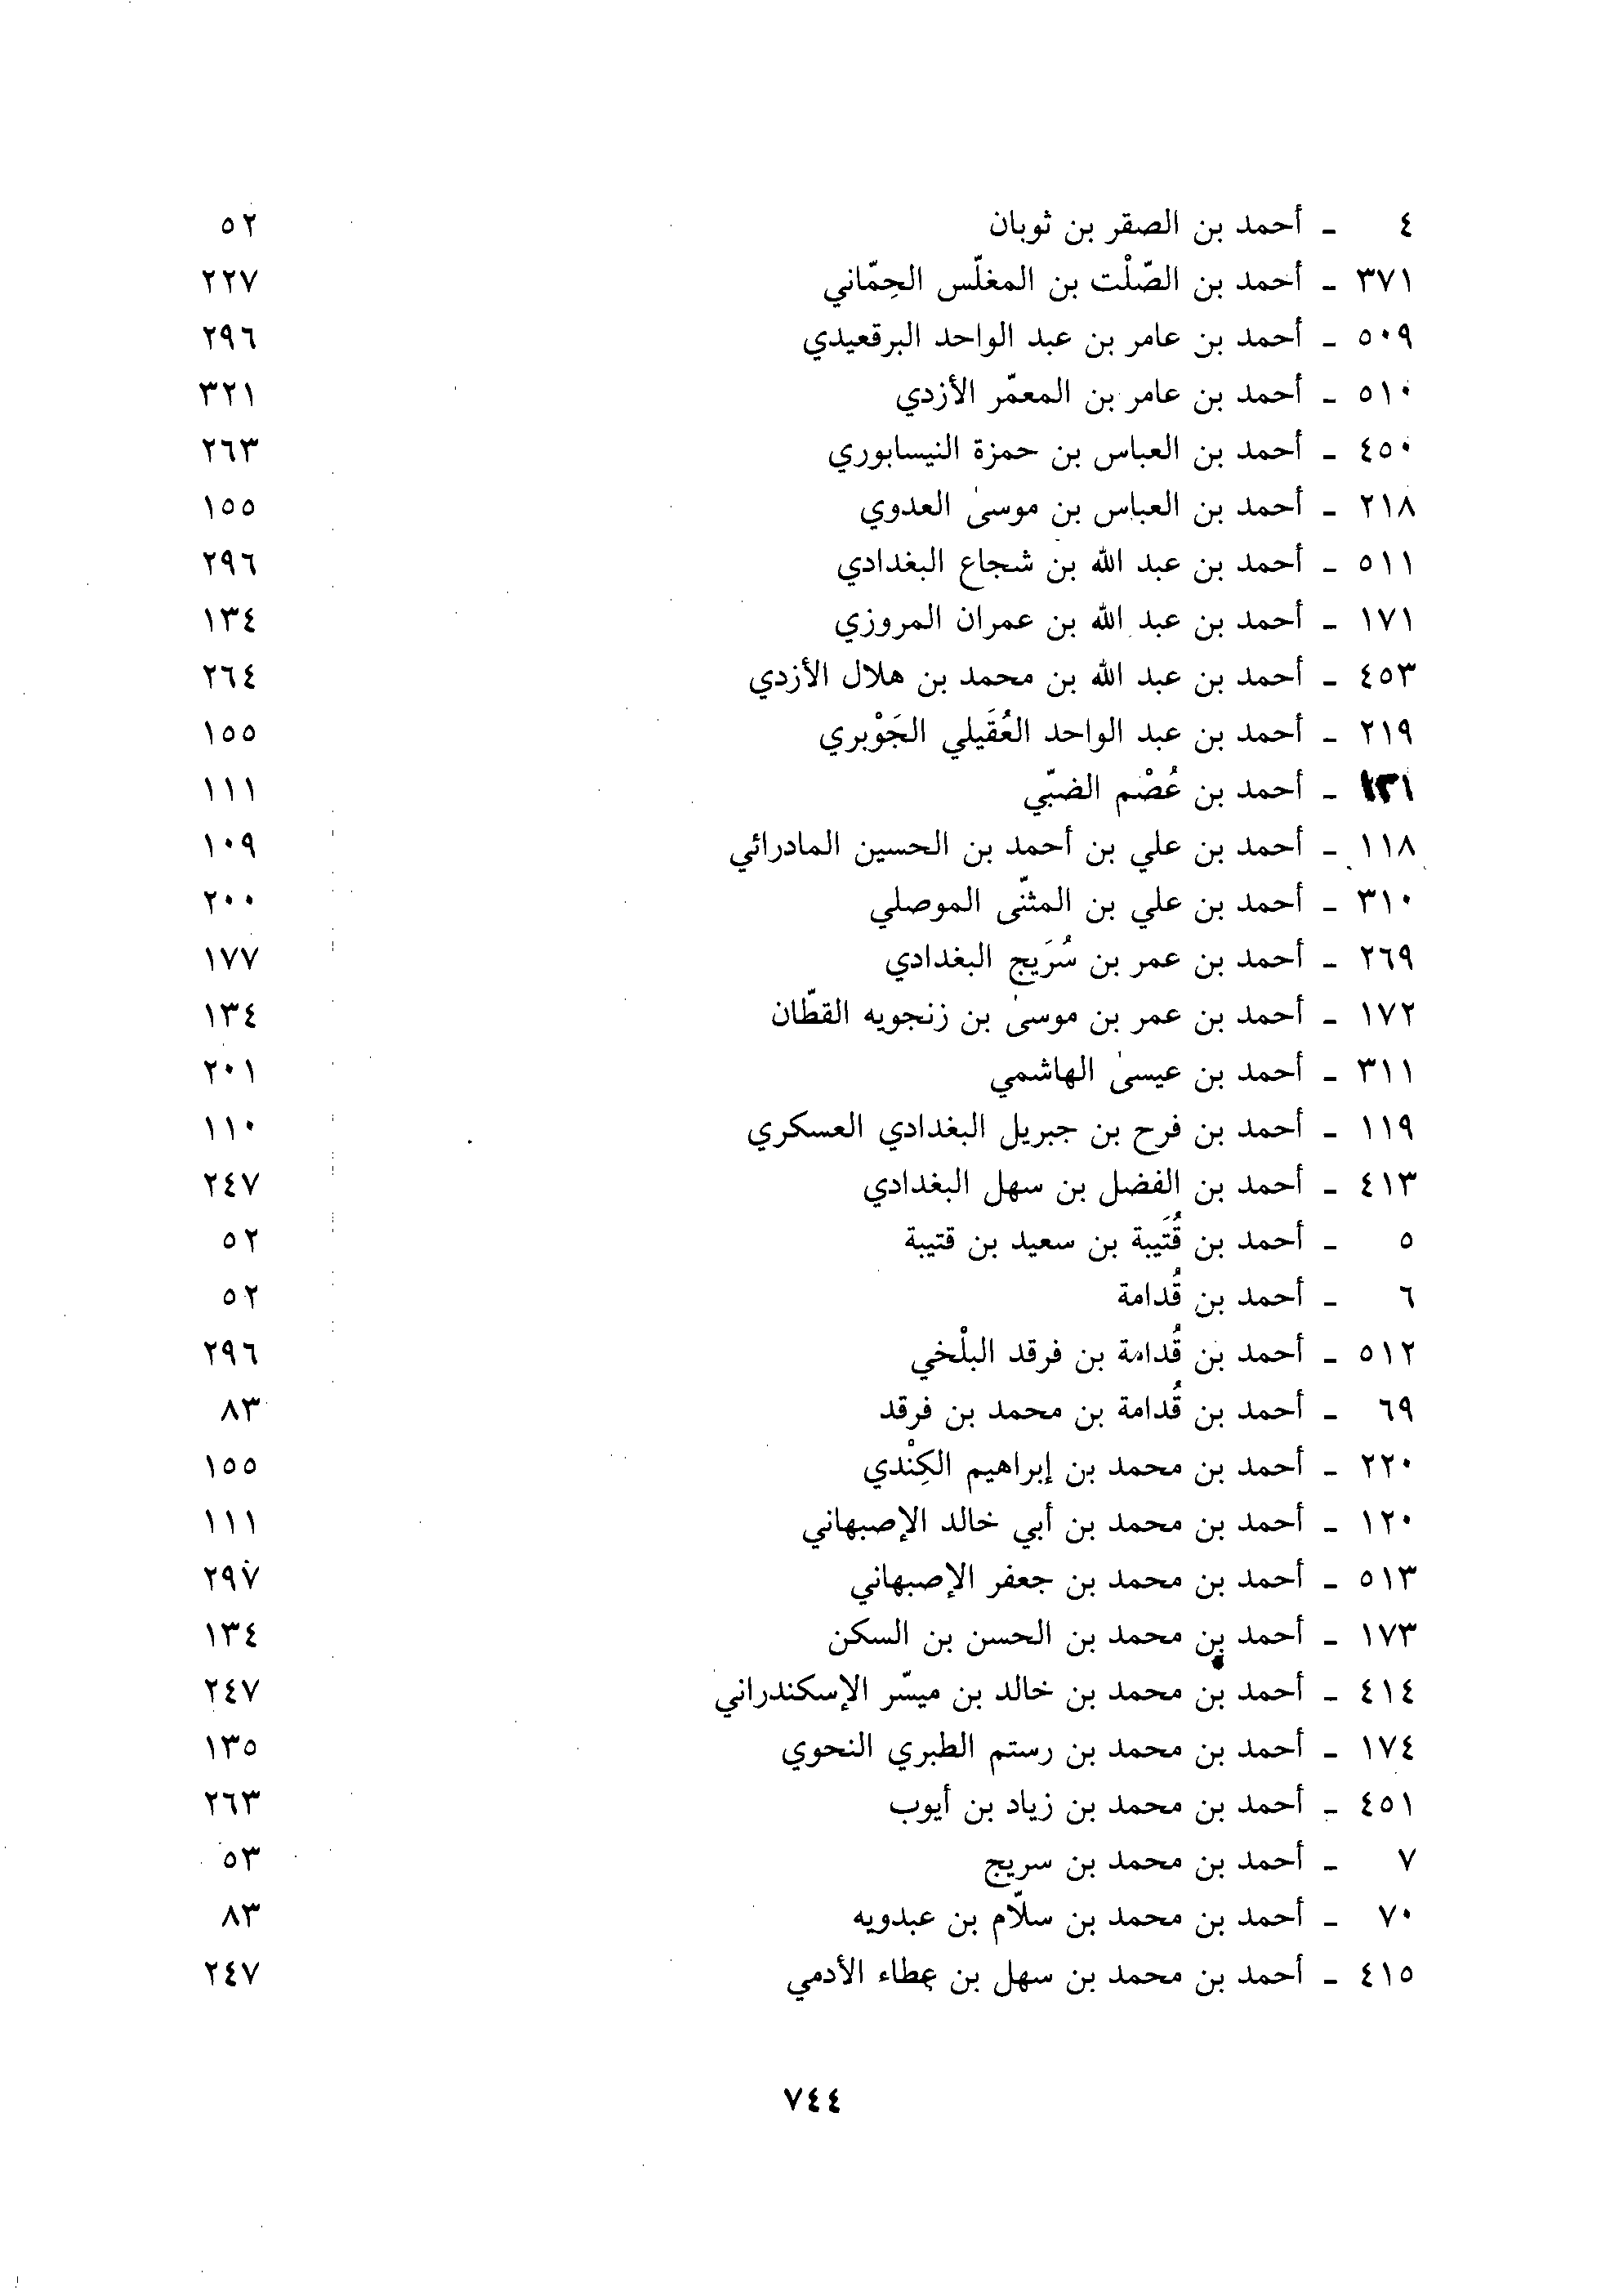 ٤ ـ أحمد بن الصقر بن ثوبان ٥٢
٣٧١ ـ أحمد بن الصّلْت بن المغلّس الحِمّاني ٢٢٧
٥٠٩ ـ أحمد بن عامر بن عبد الواحد البرقعيدي ٢٩٦
٥١٠ ـ أحمد بن عامر بن المعمّر الأزدي ٣٢١
٤٥٠ ـ أحمد بن العباس بن حمزة النيسابوري ٢٦٣
٢١٨ ـ أحمد بن العباس بن موسىٰ العدوي ١٥٥
٥١١ ـ أحمد بن عبد الله بن شجاع البغدادي ٢٩٦
١٧١ ـ أحمد بن عبد الله بن عمران المروزي ١٣٤
٤٥٣ ـ أحمد بن عبد الله بن محمد بن هلال الأزدي ٢٦٤
٢١٩ ـ أحمد بن عبد الواحد العُقَيلي الجَوْبري ١٥٥
ـ أحمد بن عُصْم الضبّي ١١١
١١٨ ـ أحمد بن علي بن أحمد بن الحسين المادرائي ١٠٩
٣١٠ ـ أحمد بن علي بن المثنّى الموصلي ٢٠٠
٢٦٩ ـ أحمد بن عمر بن سُرَيج البغدادي ١٧٧
١٧٢ ـ أحمد بن عمر بن موسىٰ بن زنجويه القطّان ١٣٤
٣١١ ـ أحمد بن عيسىٰ الهاشمي ٢٠١
١١٩ ـ أحمد بن فرح بن جبريل البغدادي العسكري ١١٠
٤١٣ ـ أحمد بن الفضل بن سهل البغدادي ٢٤٧
٥ ـ أحمد بن قُتَيبة بن سعيد بن قتيبة ٥٢
٦ ـ أحمد بن قُدامة ٥٢
٥١٢ ـ أحمد بن قُدامة بن فرقد البلْخي ٢٩٦
٦٩ ـ أحمد بن قُدامة بن محمد بن فرقد ٨٣
٢٢٠ ـ أحمد بن محمد بن إبراهيم الكِنْدي ١٥٥
١٢٠ ـ أحمد بن محمد بن أبي خالد الإصبهاني ١١١
٥١٣ ـ أحمد بن محمد بن جعفر الإصبهاني ٢٩٧
١٧٣ ـ أحمد بن محمد بن الحسن بن السكن ١٣٤
٤١٤ ـ أحمد بن محمد بن خالد بن ميسّر الإسكندراني ٢٤٧
١٧٤ ـ أحمد بن محمد بن رستم الطبري النحوي ١٣٥
٤٥١ ـ أحمد بن محمد بن زياد بن أيوب ٢٦٣
٧ ـ أحمد بن محمد بن سريج ٥٣
٧٠ ـ أحمد بن محمد بن سلّام بن عبدويه ٨٣
٤١٥ ـ أحمد بن محمد بن سهل بن عطاء الأدمي ٢٤٧
٧٤٤